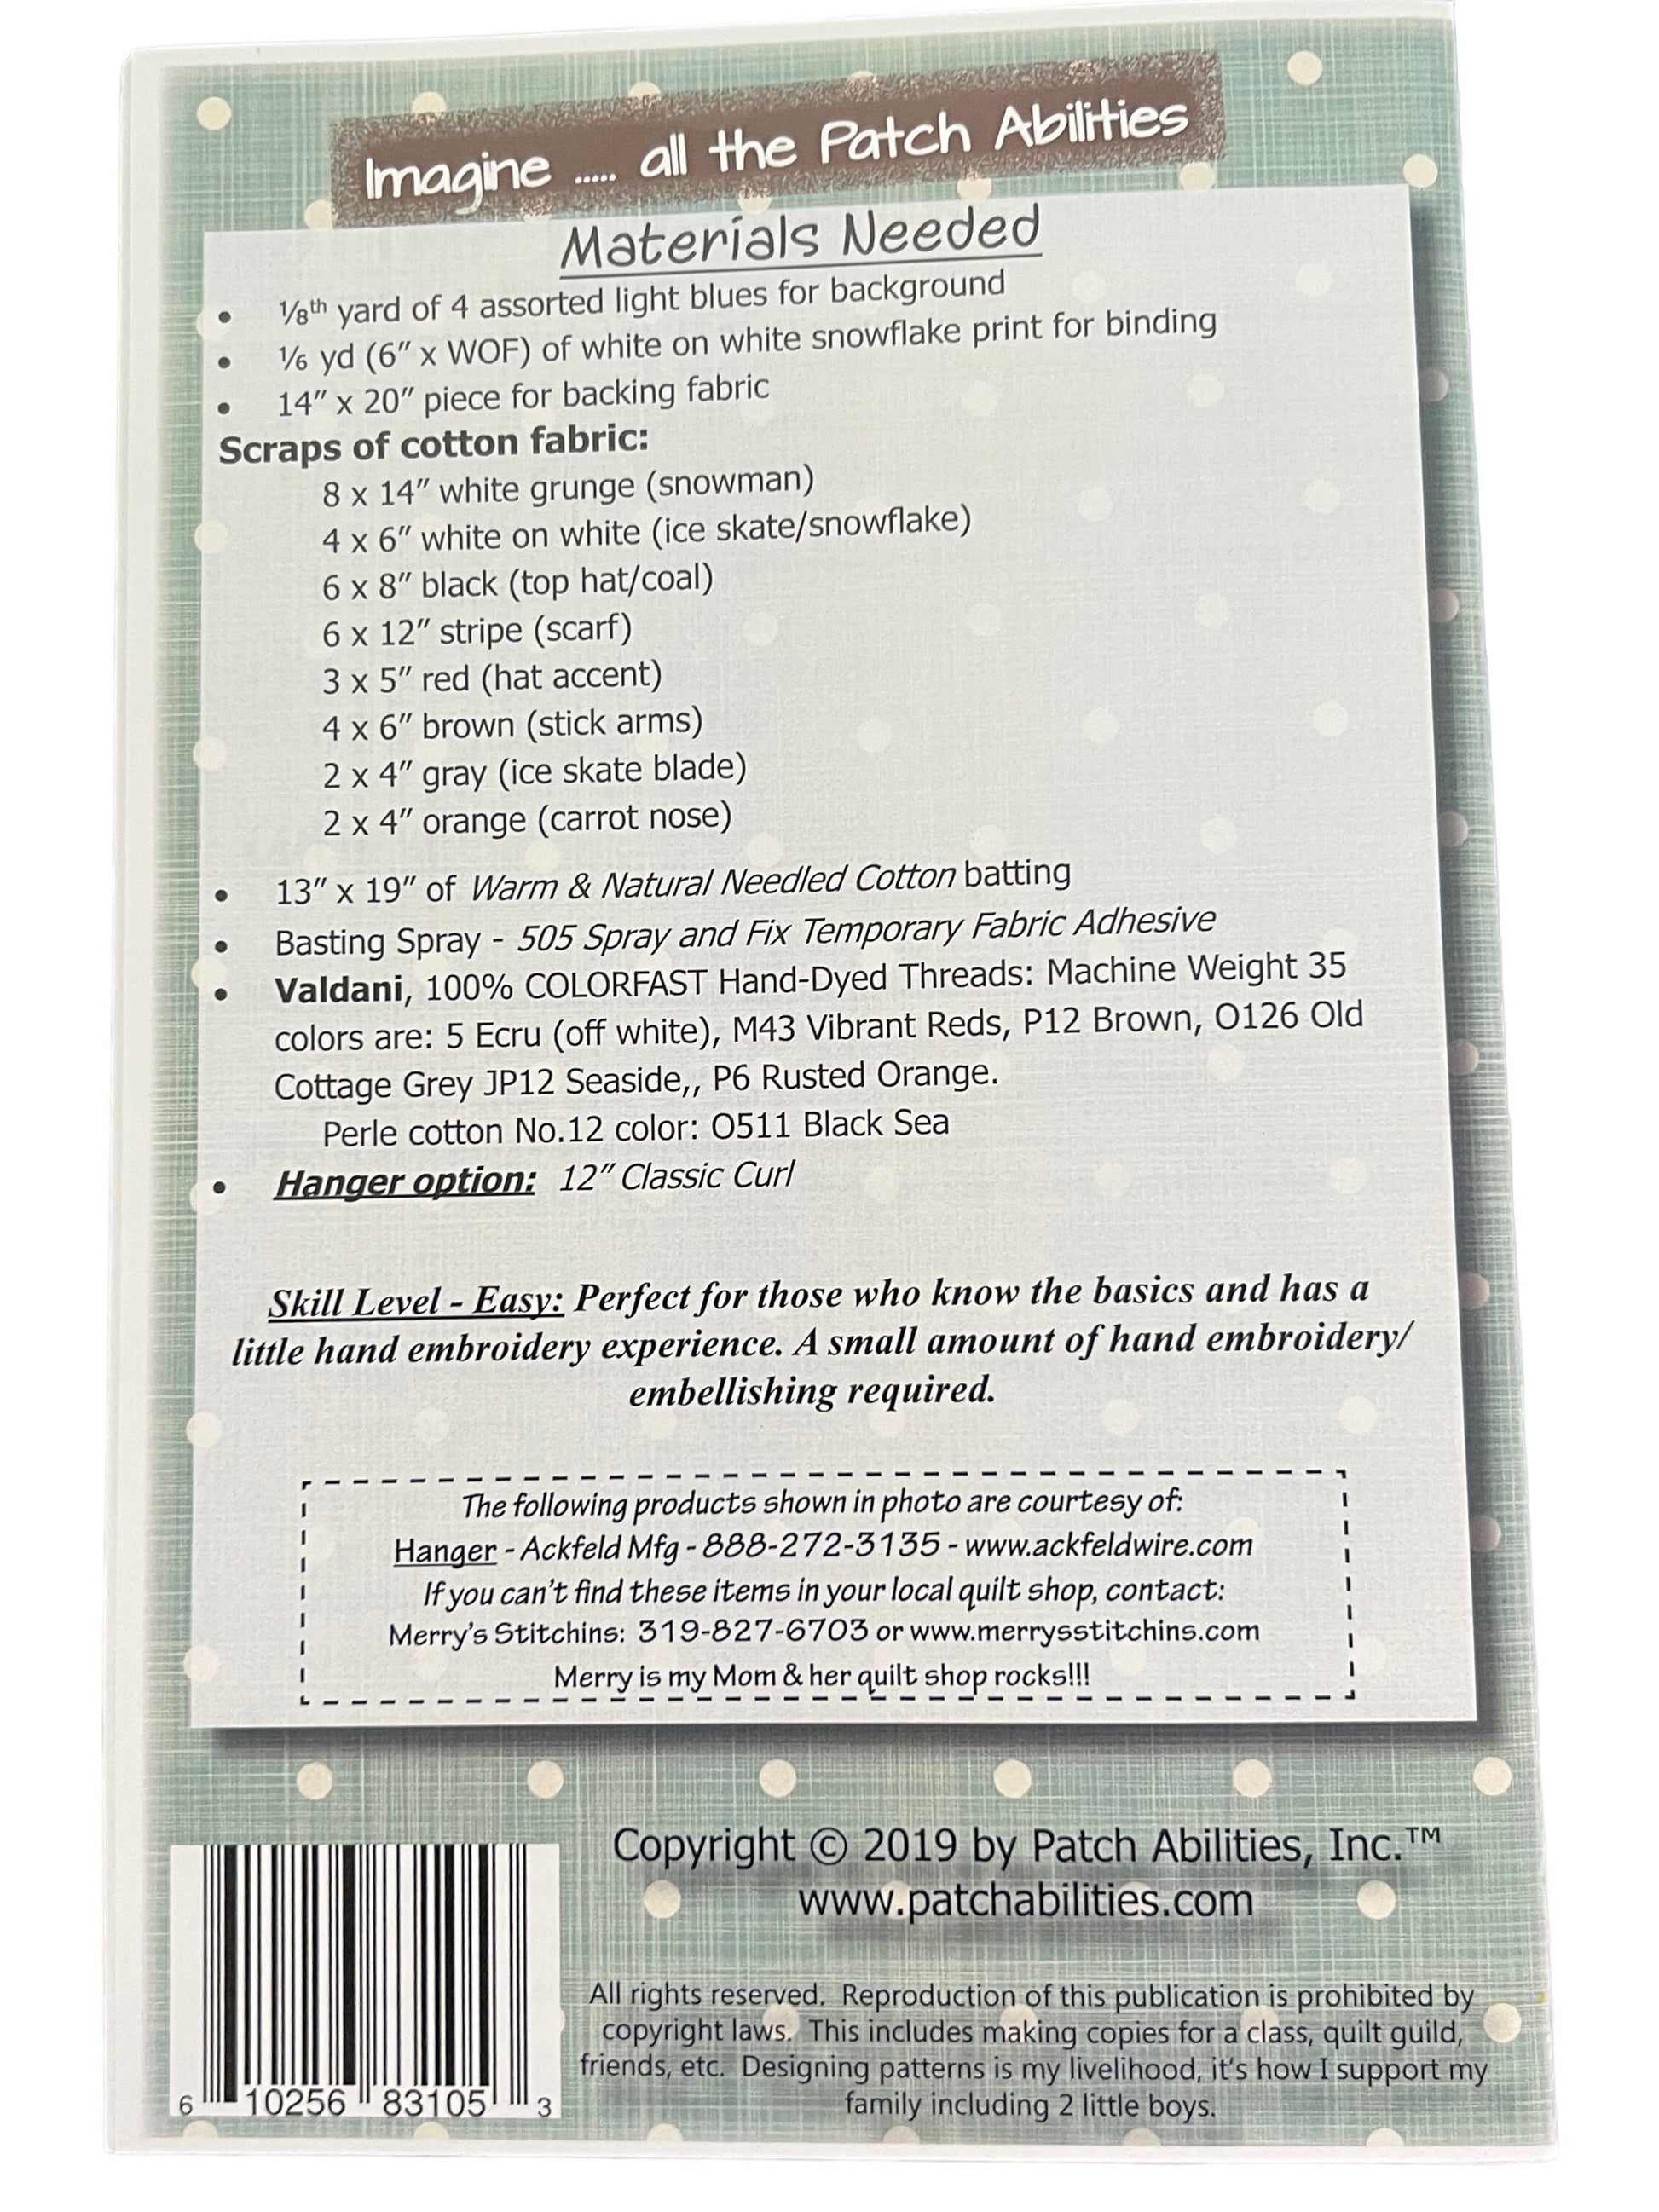 Imagine ..... all the Patch Abilities
Materials Needed
• ⅛th yard of 4 assorted light blues for background
• ⅙ yd (6” x WOF) of white on white snowflake print for binding
• 14” x 20” piece for backing fabric
Scraps of cotton fabric:
8 x 14” white grunge (snowman)
4 x 6” white on white (ice skate/snowflake)
6 x 8” black (top hat/coal)
6 x 12” stripe (scarf)
3 x 5” red (hat accent)
4 x 6” brown (stick arms)
2 x 4” gray (ice skate blade)
2 x 4” orange (carrot nose)
• 13” x 19” of Warm & Natural Needled Cotton batting
• Basting Spray - 505 Spray and Fix Temporary Fabric Adhesive
• Valdani, 100% COLORFAST Hand-Dyed Threads: Machine Weight 35
colors are: 5 Ecru (off white), M43 Vibrant Reds, P12 Brown, O126 Old
Cottage Grey JP12 Seaside,, P6 Rusted Orange.
Perle cotton No.12 color: O511 Black Sea
• Hanger option: 12” Classic Curl
Skill Level - Easy: Perfect for those who know the basics and has a
little hand embroidery experience. A small amount of hand embroidery/
embellishing required.
The following products shown in photo are courtesy of:
Hanger - Ackfeld Mfg - 888-272-3135 - www.ackfeldwire.com
If you can't find these items in your local quilt shop, contact:
Merry's Stitchins: 319-827-6703 or www.merrysstitchins.com
Merry is my Mom & her quilt shop rocks!!!
Copyright © 2019 by Patch Abilities, Inc.™
www.patchabilities.com
All rights reserved. Reproduction of this publication is prohibited by
copyright laws. This includes making copies for a class, quilt guild,
friends, etc. Designing patterns is my livelihood, it's how I support my
family including 2 little boys.
6 10256 83105 3